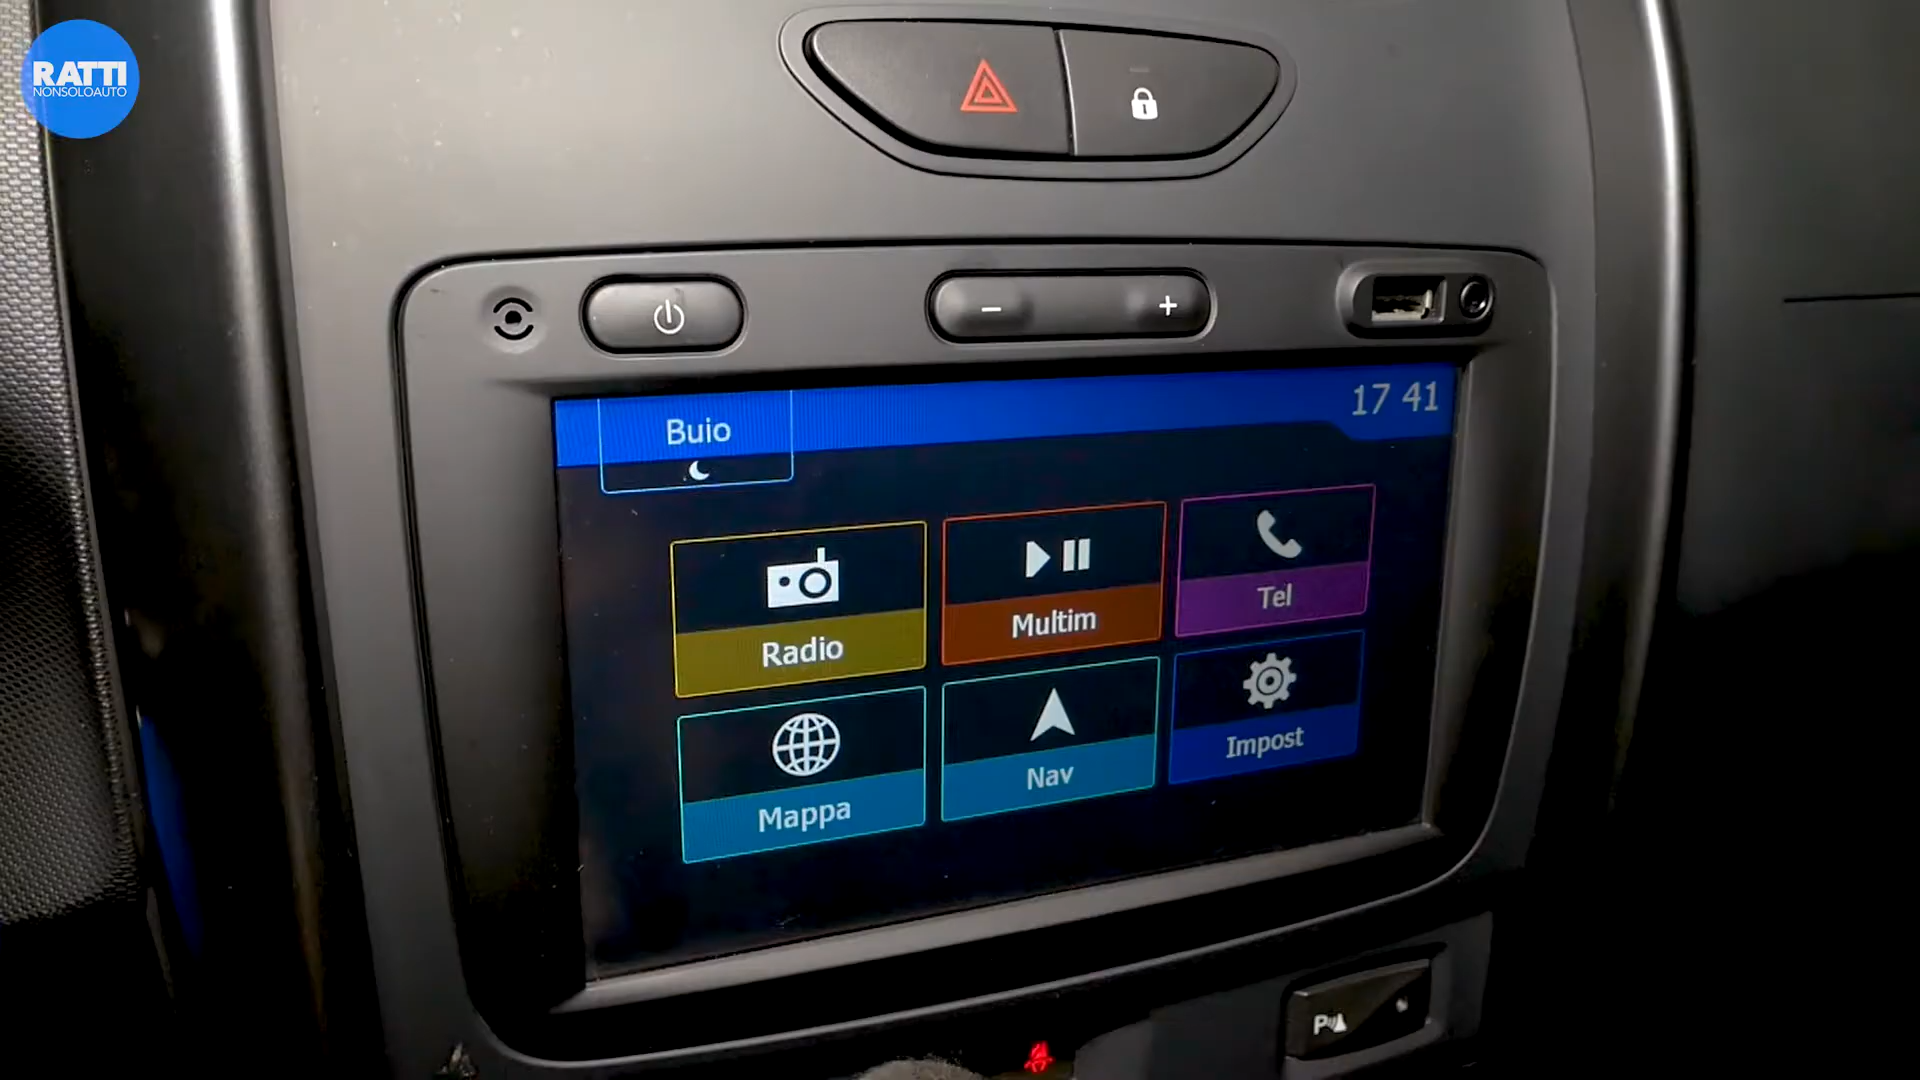 RATTI
NONSOLOAUTO
Buio
17 41
Radio
Multim
Tel
Mappa
Nav
Impost
P